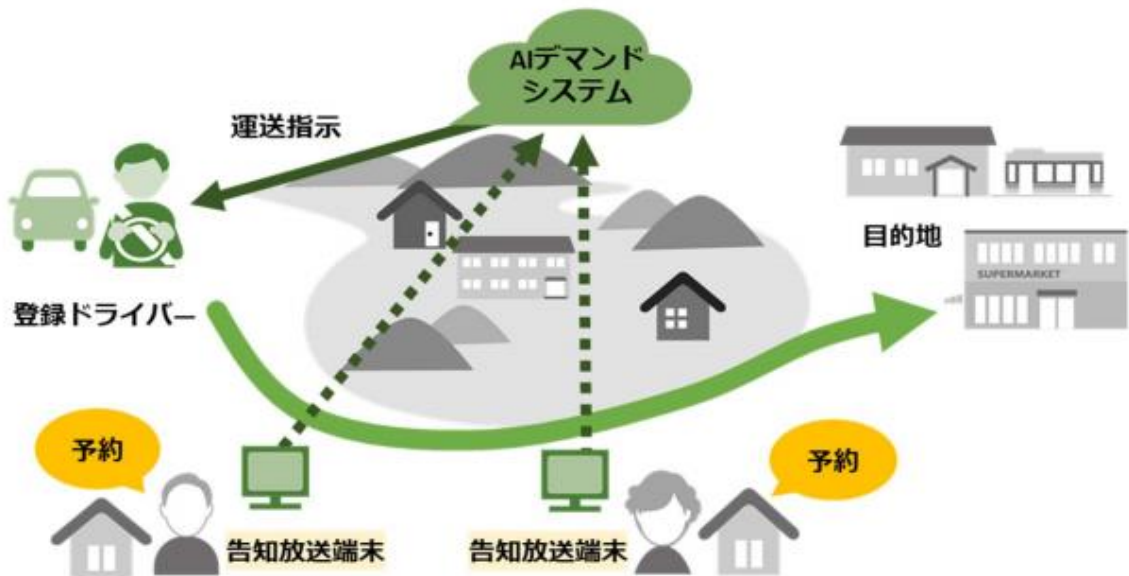 AIデマンド
システム
運送指示
目的地
SUPERMARKET
登録ドライバー
予約
予約
告知放送端末
告知放送端末